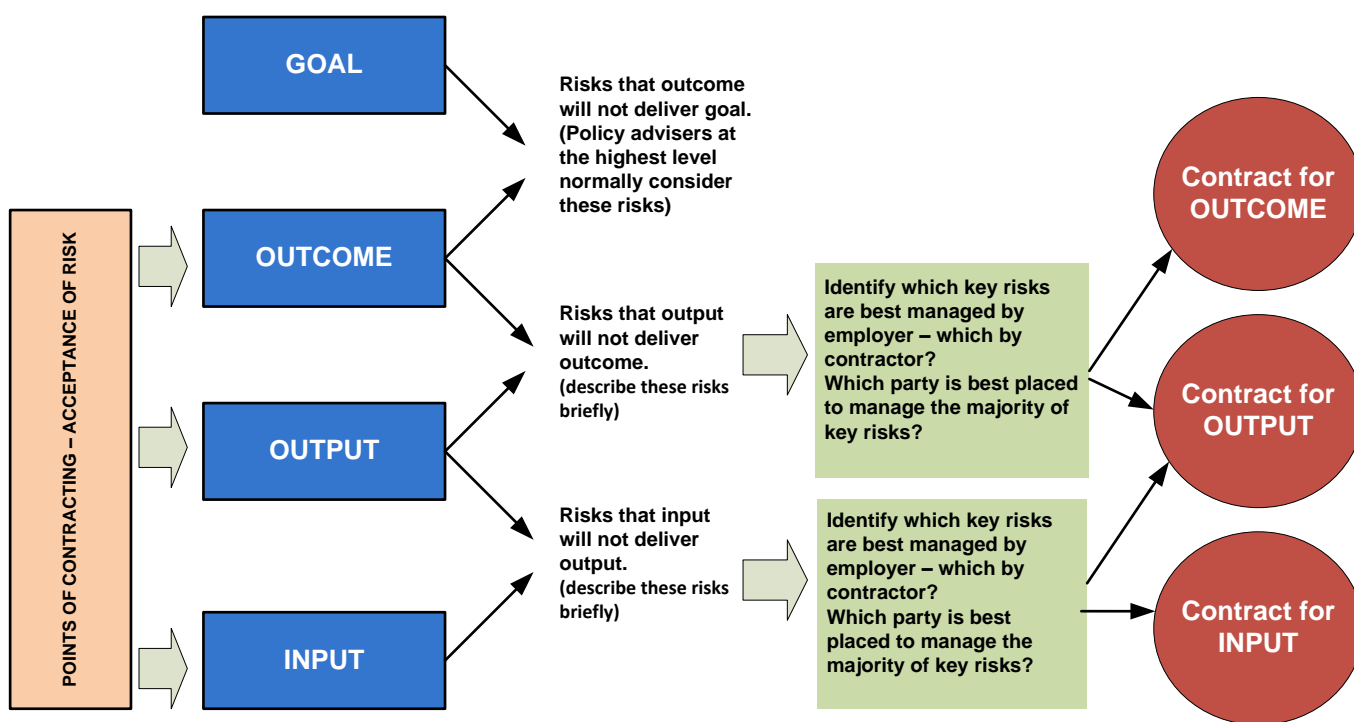 POINTS OF CONTRACTING – ACCEPTANCE OF RISK
GOAL
OUTCOME
OUTPUT
INPUT
Risks that outcome
will not deliver goal.
(Policy advisers at
the highest level
normally consider
these risks)
Risks that output
will not deliver
outcome.
(describe these risks
briefly)
Risks that input
will not deliver
output.
(describe these risks
briefly)
Identify which key risks
are best managed by
employer – which by
contractor?
Which party is best placed
to manage the majority of
key risks?
Identify which key risks
are best managed by
employer – which by
contractor?
Which party is best
placed to manage the
majority of key risks?
Contract for
OUTCOME
Contract for
OUTPUT
Contract for
INPUT